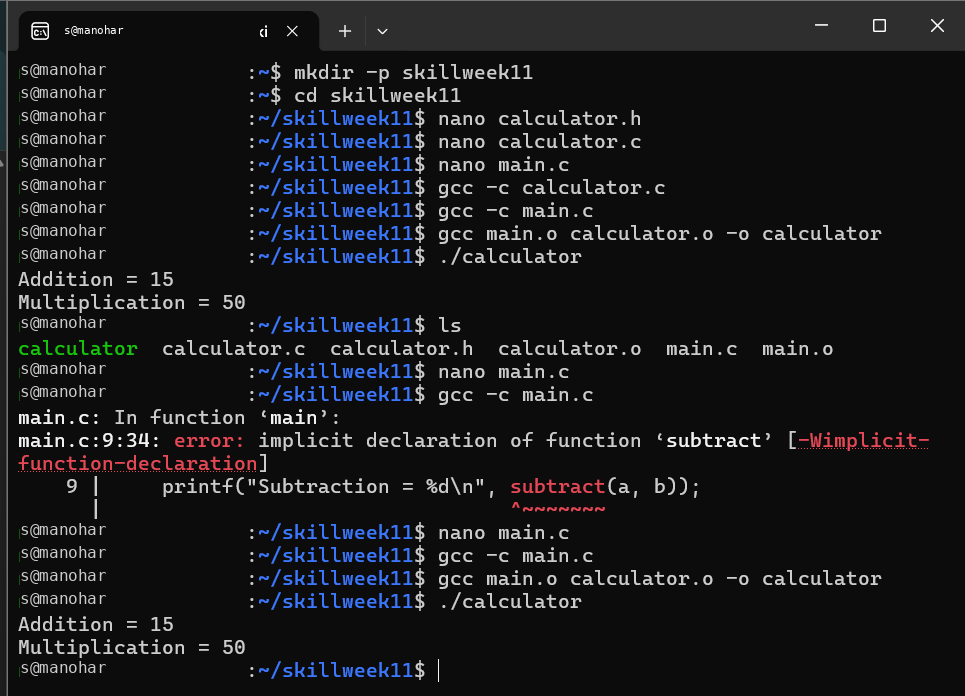 s@manohar
s@manohar :~$ mkdir -p skillweek11
s@manohar :~$ cd skillweek11
s@manohar :~/skillweek11$ nano calculator.h
s@manohar :~/skillweek11$ nano calculator.c
s@manohar :~/skillweek11$ nano main.c
s@manohar :~/skillweek11$ gcc -c calculator.c
s@manohar :~/skillweek11$ gcc -c main.c
s@manohar :~/skillweek11$ gcc main.o calculator.o -o calculator
s@manohar :~/skillweek11$ ./calculator
Addition = 15
Multiplication = 50
s@manohar :~/skillweek11$ ls
calculator  calculator.c  calculator.h  calculator.o  main.c  main.o
s@manohar :~/skillweek11$ nano main.c
s@manohar :~/skillweek11$ gcc -c main.c
main.c: In function ‘main’:
main.c:9:34: error: implicit declaration of function ‘subtract’ [-Wimplicit-
function-declaration]
    9 |     printf("Subtraction = %d\n", subtract(a, b));
      |                                  ^~~~~~~~
s@manohar :~/skillweek11$ nano main.c
s@manohar :~/skillweek11$ gcc -c main.c
s@manohar :~/skillweek11$ gcc main.o calculator.o -o calculator
s@manohar :~/skillweek11$ ./calculator
Addition = 15
Multiplication = 50
s@manohar :~/skillweek11$